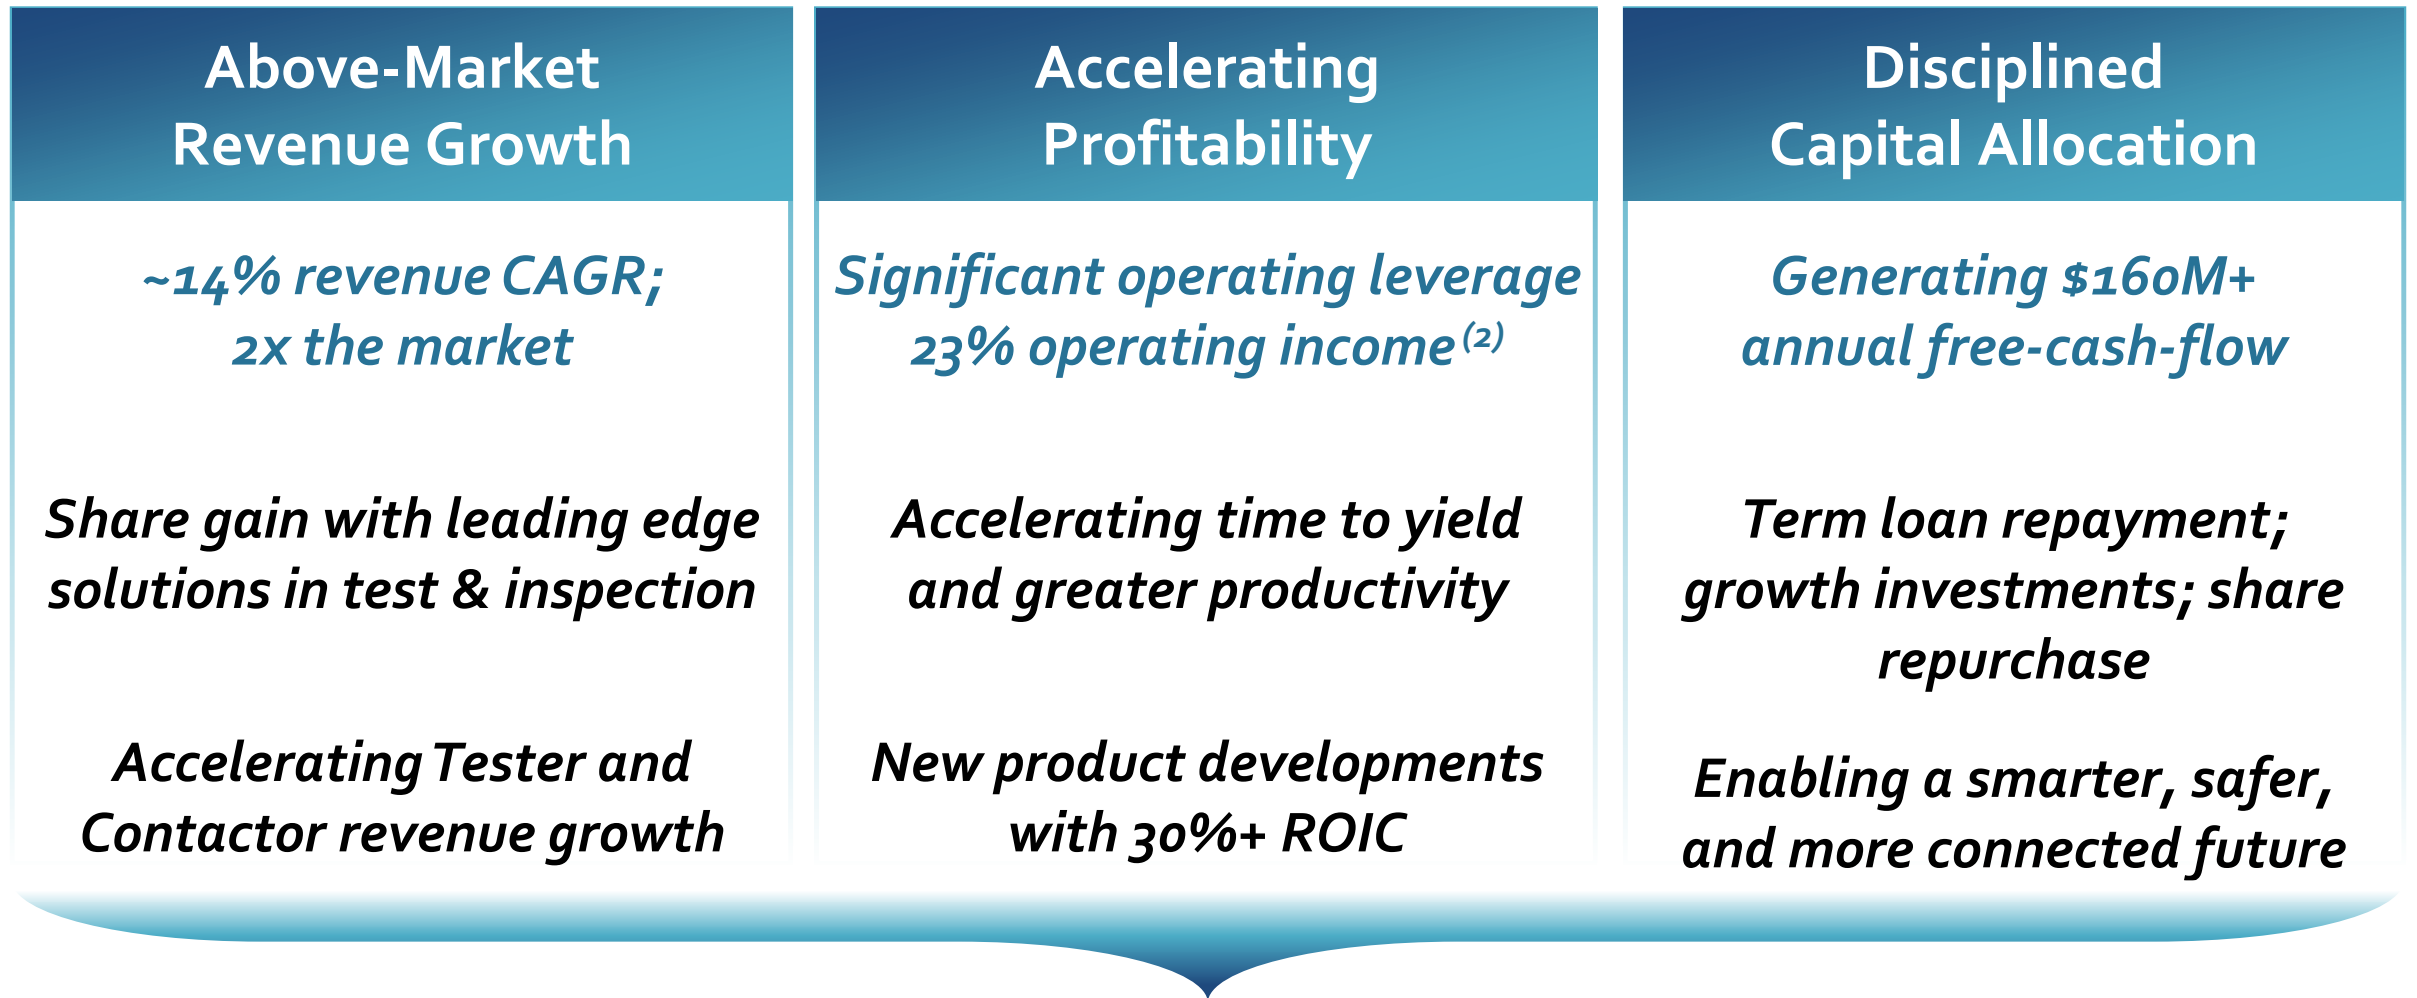 Above-Market
Revenue Growth
~14% revenue CAGR;
2x the market
Share gain with leading edge
solutions in test & inspection
Accelerating Tester and
Contactor revenue growth
Accelerating
Profitability
Significant operating leverage
23% operating income (2)
Accelerating time to yield
and greater productivity
New product developments
with 30%+ ROIC
Disciplined
Capital Allocation
Generating $160M+
annual free-cash-flow
Term loan repayment;
growth investments; share
repurchase
Enabling a smarter, safer,
and more connected future